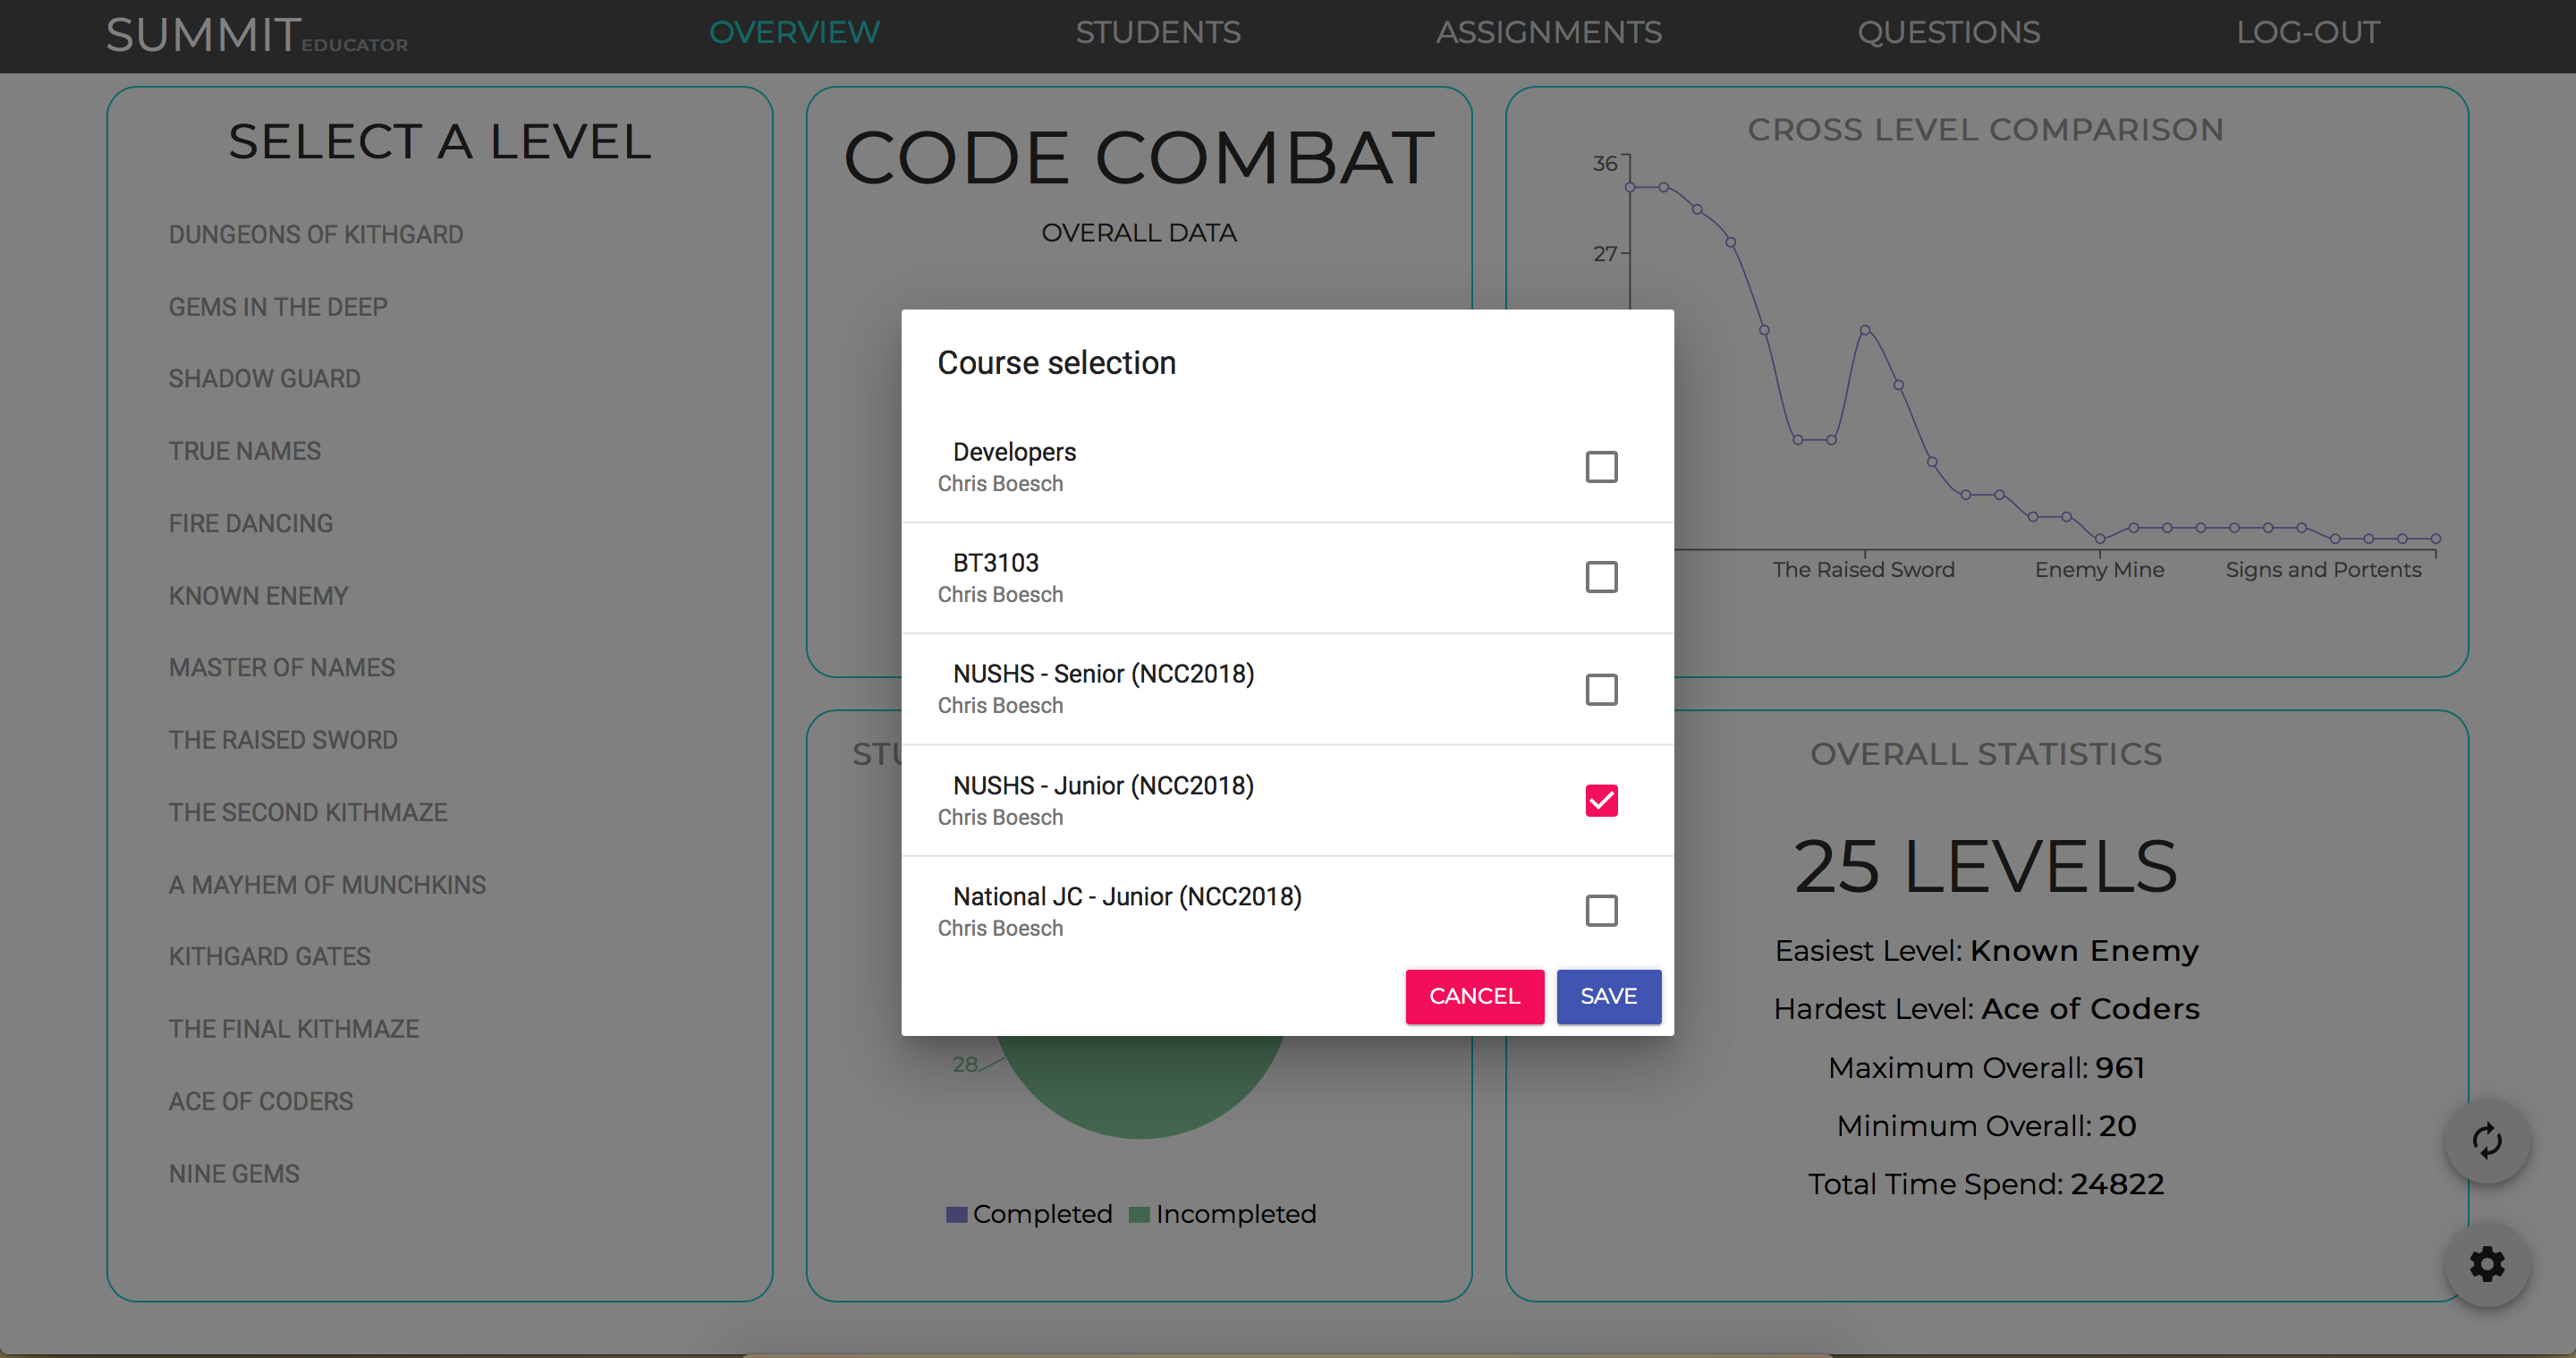 SUMMIT EDUCATOR
OVERVIEW
STUDENTS
ASSIGNMENTS
QUESTIONS
LOG-OUT
SELECT A LEVEL
DUNGEONS OF KITHGARD
GEMS IN THE DEEP
SHADOW GUARD
TRUE NAMES
FIRE DANCING
KNOWN ENEMY
MASTER OF NAMES
THE RAISED SWORD
THE SECOND KITHMAZE
A MAYHEM OF MUNCHKINS
KITHGARD GATES
THE FINAL KITHMAZE
ACE OF CODERS
NINE GEMS
CODE COMBAT
OVERALL DATA
CROSS LEVEL COMPARISON
36
27
The Raised Sword
Enemy Mine
Signs and Portents
Course selection
Developers
Chris Boesch
BT3103
Chris Boesch
NUSHS - Senior (NCC2018)
Chris Boesch
NUSHS - Junior (NCC2018)
Chris Boesch
National JC - Junior (NCC2018)
Chris Boesch
CANCEL
SAVE
28
Completed
Incompleted
OVERALL STATISTICS
25 LEVELS
Easiest Level: Known Enemy
Hardest Level: Ace of Coders
Maximum Overall: 961
Minimum Overall: 20
Total Time Spend: 24822